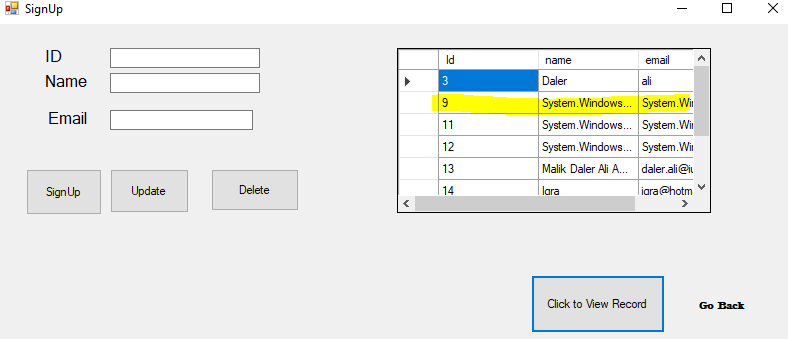 SignUp
ID
Name
Email
SignUp Update Delete
Id name email
3 Daler ali
9 System.Windows... System.Wi
11 System.Windows... System.Wi
12 System.Windows... System.Wi
13 Malik Daler Ali A... daler.ali@iu
14 Iqra iqra@hotm
Click to View Record
Go Back